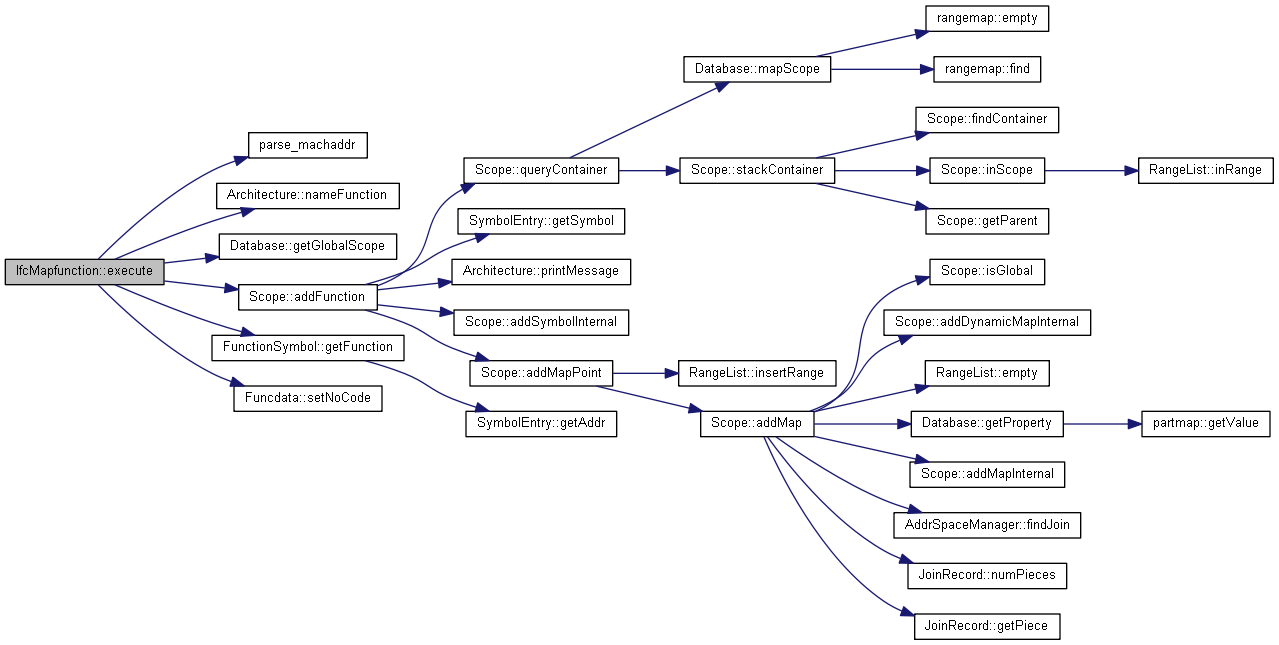 rangemap::empty
Database::mapScope
rangemap::find
Scope::findContainer
parse_machaddr
Scope::queryContainer
Scope::stackContainer
Scope::inScope
RangeList::inRange
Architecture::nameFunction
SymbolEntry::getSymbol
Scope::getParent
Database::getGlobalScope
IfcMapfunction::execute
Architecture::printMessage
Scope::isGlobal
Scope::addFunction
Scope::addSymbolInternal
Scope::addDynamicMapInternal
FunctionSymbol::getFunction
Scope::addMapPoint
RangeList::insertRange
RangeList::empty
Funcdata::setNoCode
SymbolEntry::getAddr
Scope::addMap
Database::getProperty
partmap::getValue
Scope::addMapInternal
AddrSpaceManager::findJoin
JoinRecord::numPieces
JoinRecord::getPiece